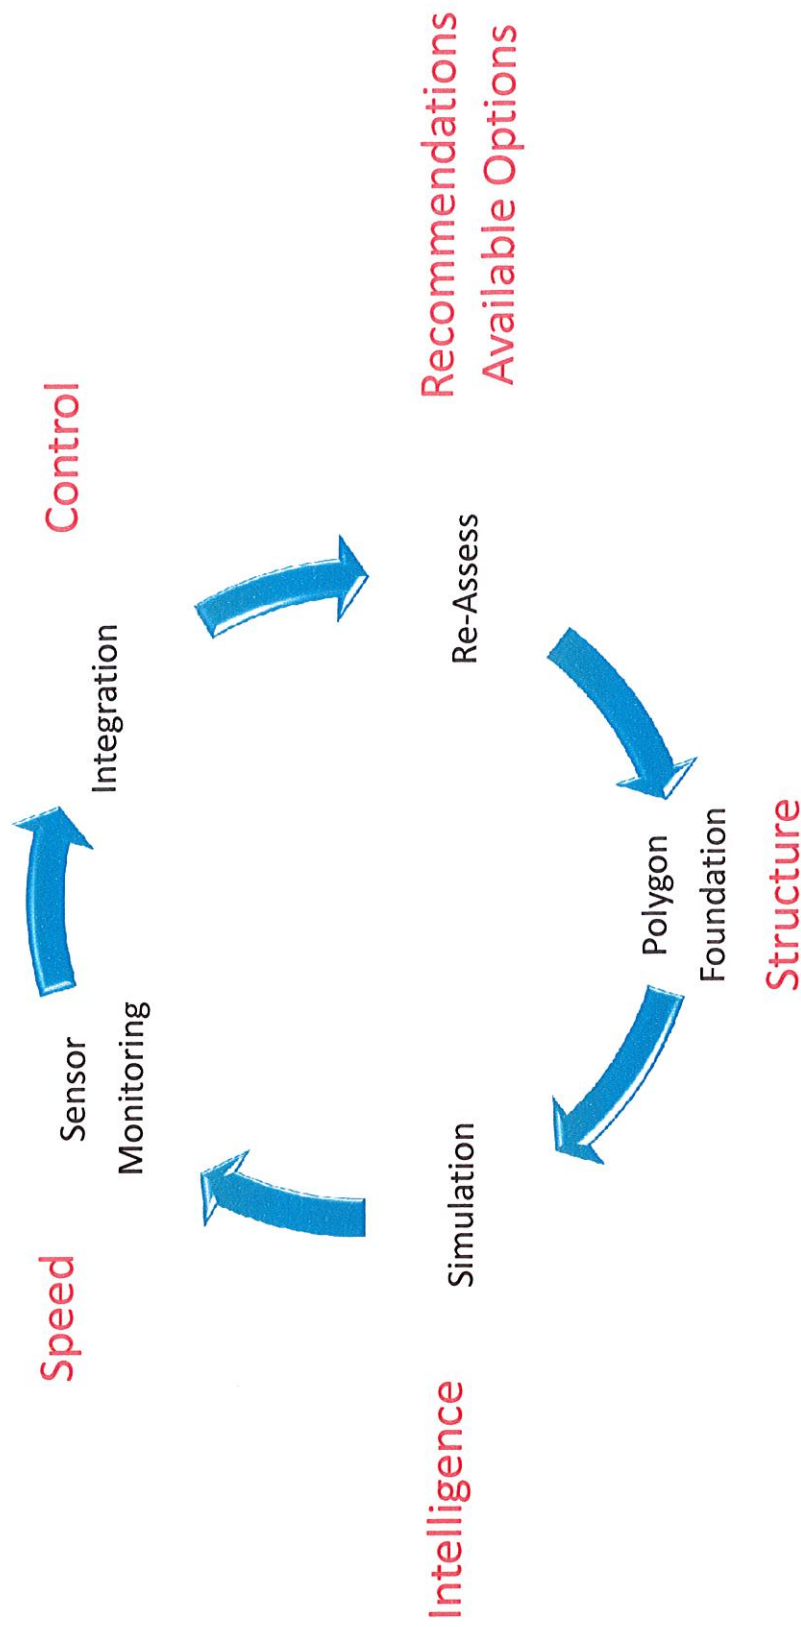 Speed
Control
Sensor
Monitoring
Integration
Intelligence
Simulation
Re-Assess
Recommendations
Available Options
Polygon
Foundation
Structure